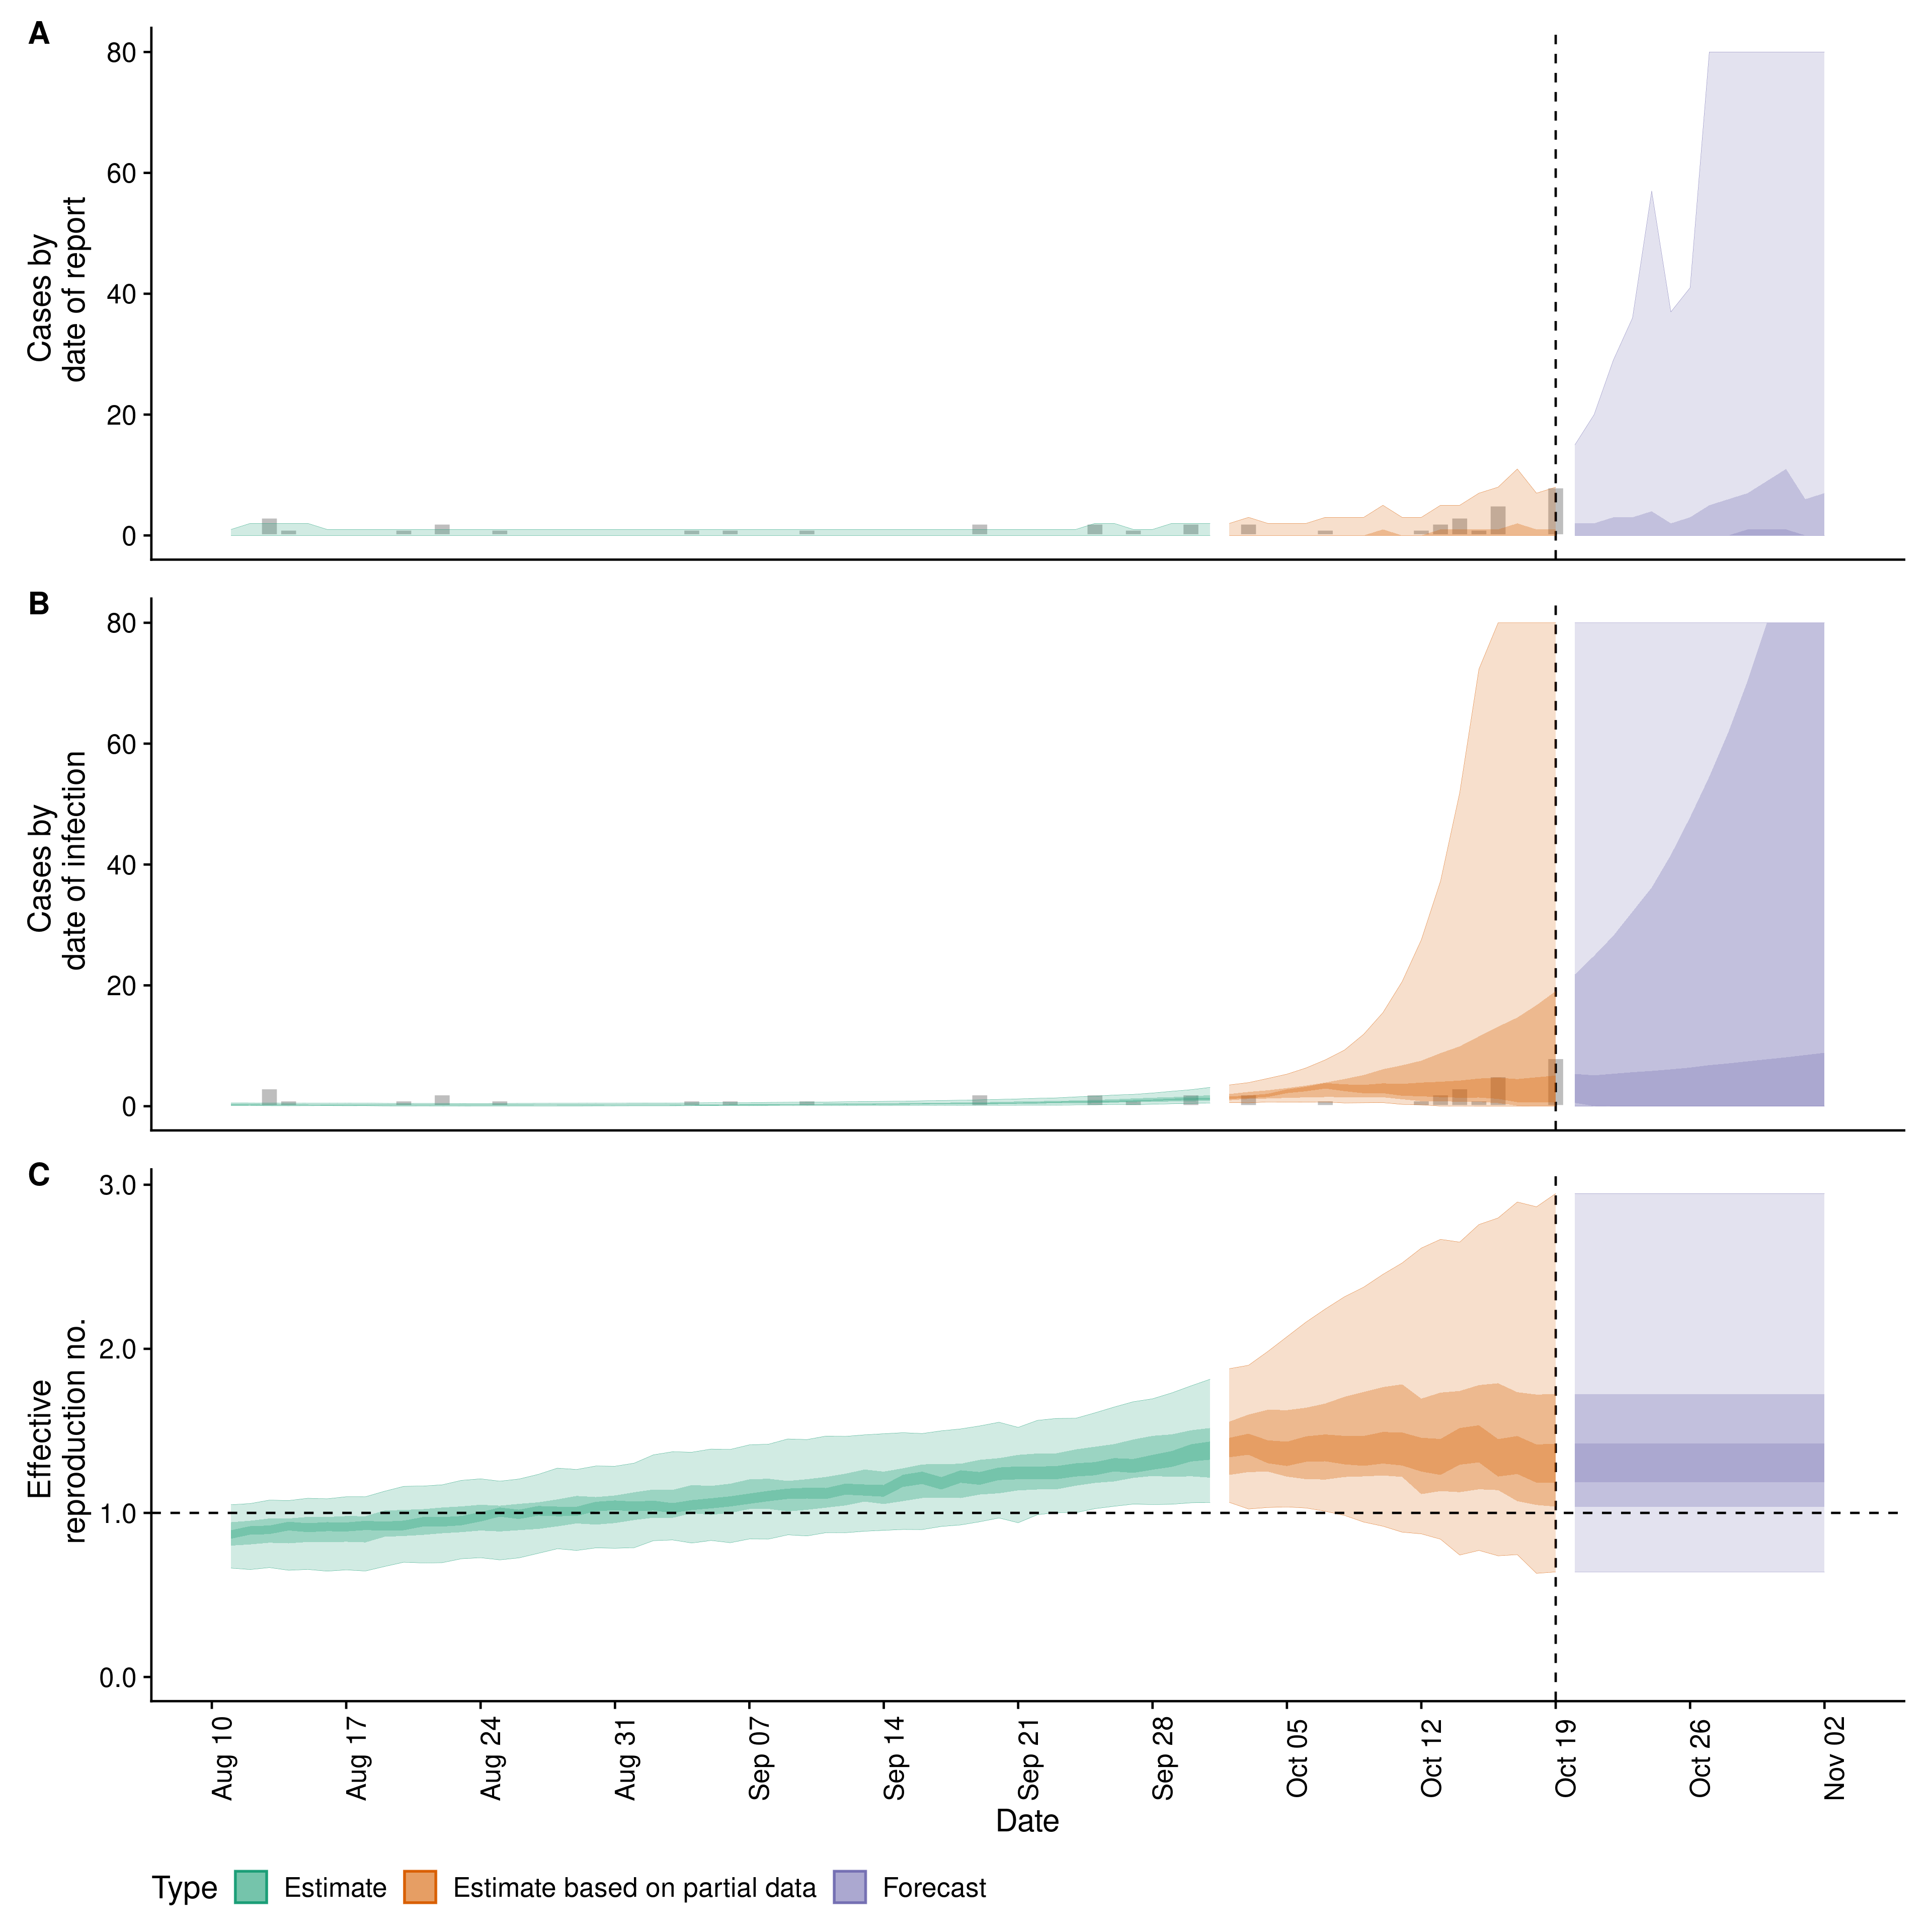 A
80
60
40
20
0
Cases by
date of report
B
80
60
40
20
0
Cases by
date of infection
C
3.0
2.0
1.0
0.0
Effective
reproduction no.
Aug 10
Aug 17
Aug 24
Aug 31
Sep 07
Sep 14
Sep 21
Sep 28
Oct 05
Oct 12
Oct 19
Oct 26
Nov 02
Date
Type Estimate Estimate based on partial data Forecast